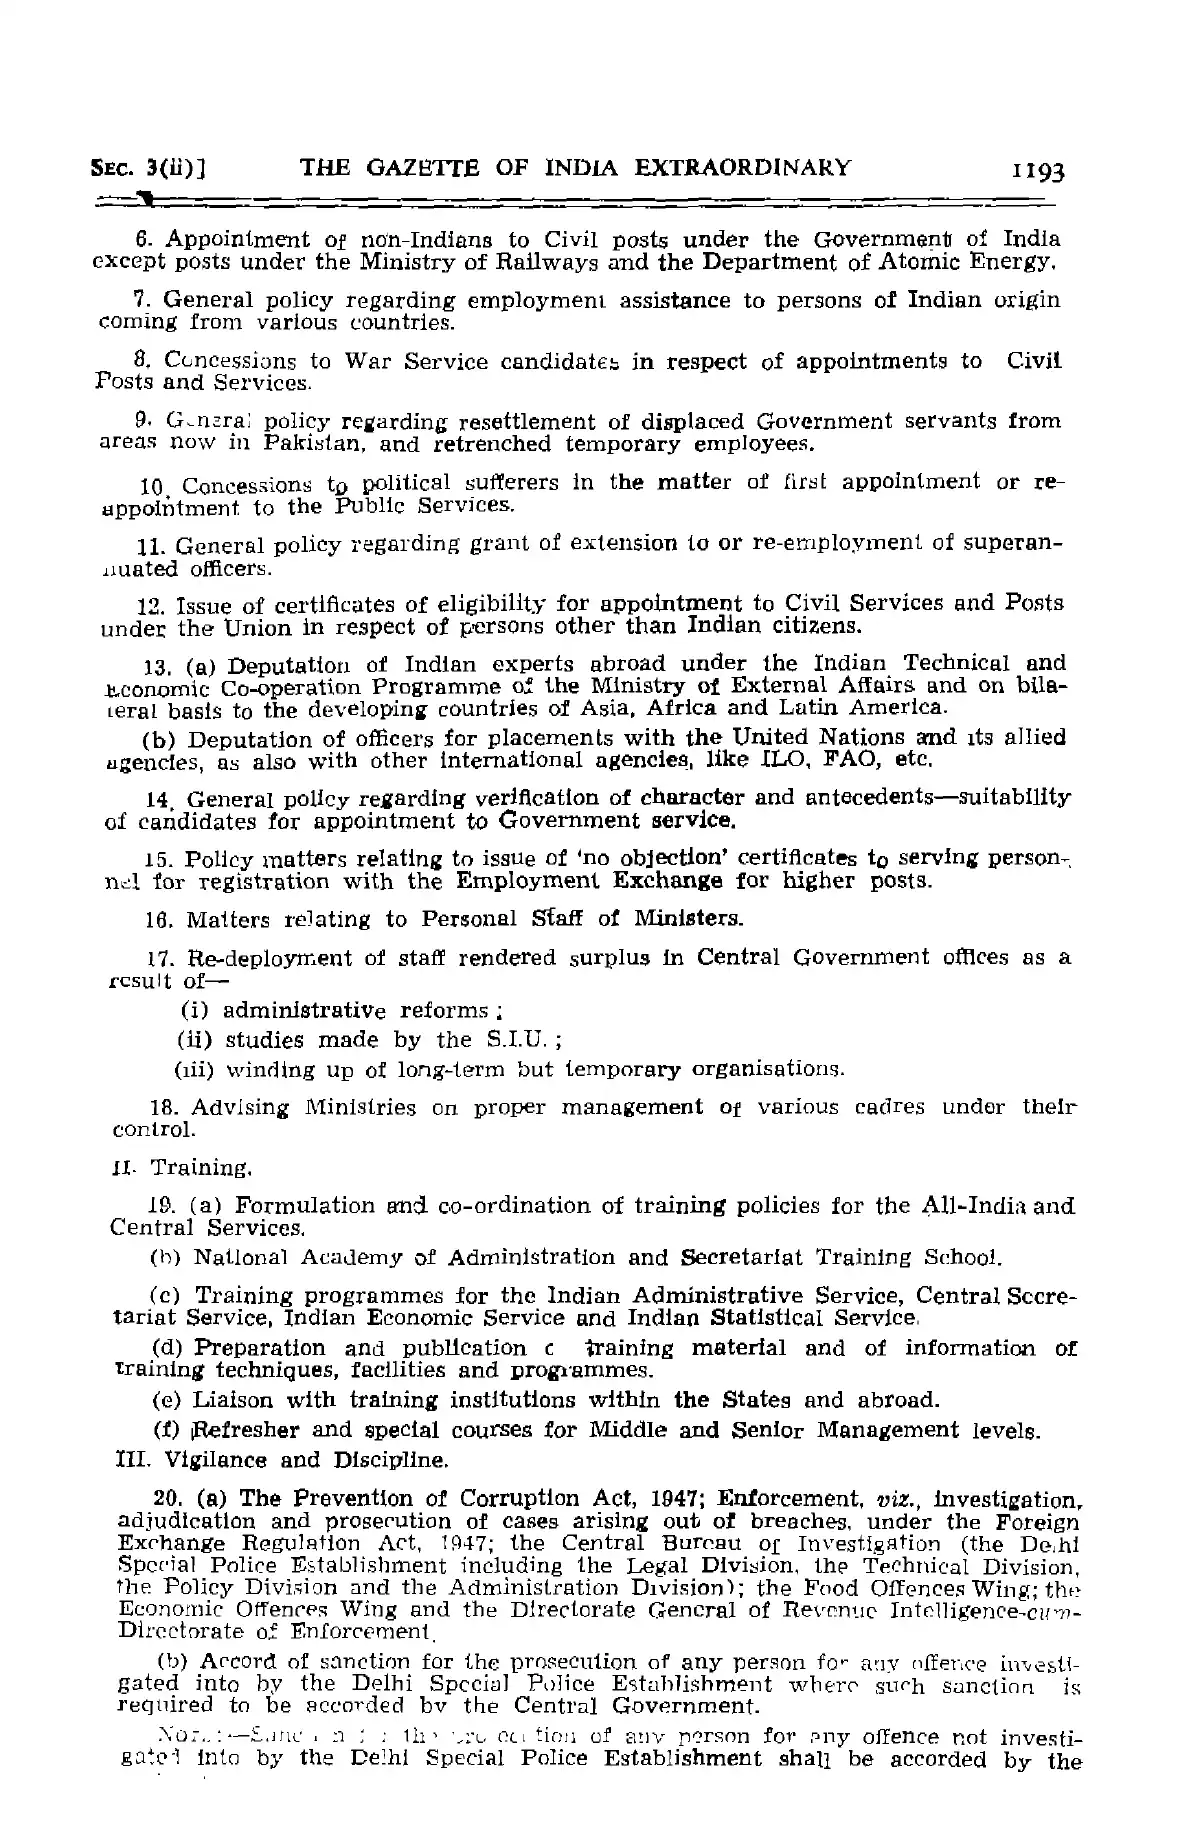 SEC. 3(ii)] THE GAZETTE OF INDIA EXTRAORDINARY 1193
6. Appointment of non-Indians to Civil posts under the Government of India
except posts under the Ministry of Railways and the Department of Atomic Energy.
7. General policy regarding employment assistance to persons of Indian origin
coming from various countries.
8. Concessions to War Service candidates in respect of appointments to Civil
Posts and Services.
9. General policy regarding resettlement of displaced Government servants from
areas now in Pakistan, and retrenched temporary employees.
10. Concessions to political sufferers in the matter of first appointment or re-
appointment to the Public Services.
11. General policy regarding grant of extension to or re-employment of superan-
nuated officers.
12. Issue of certificates of eligibility for appointment to Civil Services and Posts
under the Union in respect of persons other than Indian citizens.
13. (a) Deputation of Indian experts abroad under the Indian Technical and
Economic Co-operation Programme of the Ministry of External Affairs and on bila-
teral basis to the developing countries of Asia, Africa and Latin America.
(b) Deputation of officers for placements with the United Nations and its allied
agencies, as also with other international agencies, like ILO, FAO, etc.
14. General policy regarding verification of character and antecedents—suitability
of candidates for appointment to Government service.
15. Policy matters relating to issue of 'no objection' certificates to serving person-
nel for registration with the Employment Exchange for higher posts.
16. Matters relating to Personal Staff of Ministers.
17. Re-deployment of staff rendered surplus in Central Government offices as a
result of—
(i) administrative reforms ;
(ii) studies made by the S.I.U. ;
(iii) winding up of long-term but temporary organisations.
18. Advising Ministries on proper management of various cadres under their
control.
II. Training.
19. (a) Formulation and co-ordination of training policies for the All-India and
Central Services.
(b) National Academy of Administration and Secretariat Training School.
(c) Training programmes for the Indian Administrative Service, Central Secre-
tariat Service, Indian Economic Service and Indian Statistical Service.
(d) Preparation and publication training material and of information of
training techniques, facilities and programmes.
(e) Liaison with training institutions within the States and abroad.
(f) Refresher and special courses for Middle and Senior Management levels.
III. Vigilance and Discipline.
20. (a) The Prevention of Corruption Act, 1947; Enforcement, viz., investigation,
adjudication and prosecution of cases arising out of breaches, under the Foreign
Exchange Regulation Act, 1947; the Central Bureau of Investigation (the Delhi
Special Police Establishment including the Legal Division, the Technical Division,
the Policy Division and the Administration Division); the Food Offences Wing; the
Economic Offences Wing and the Directorate General of Revenue Intelligence-cum-
Directorate of Enforcement.
(b) Accord of sanction for the prosecution of any person for any offence investi-
gated into by the Delhi Special Police Establishment where such sanction is
required to be accorded by the Central Government.
of any person for any offence not investi-
gated into by the Delhi Special Police Establishment shall be accorded by the